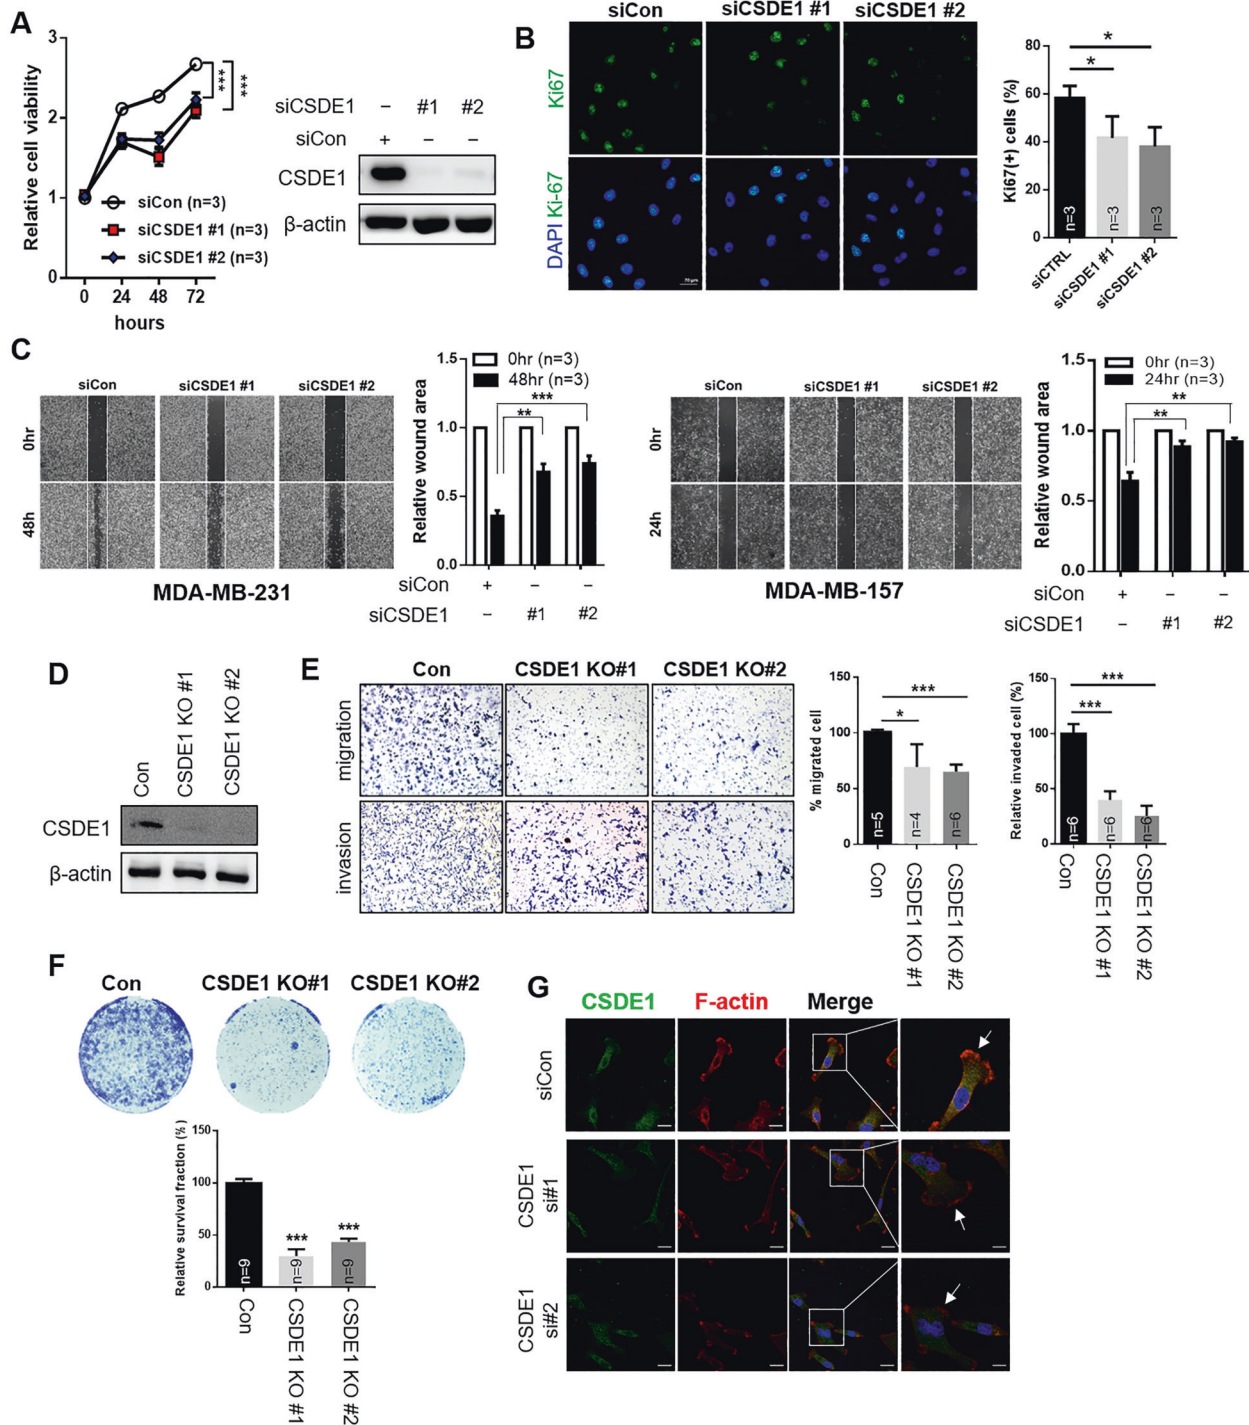 A
Relative cell viability
3
2
1
0
0 24 48 72
hours
siCon (n=3)
siCSDE1 #1 (n=3)
siCSDE1 #2 (n=3)
***
***
siCSDE1 – #1 #2
siCon + – –
CSDE1
β-actin
B
siCon siCSDE1 #1 siCSDE1 #2
Ki67
DAPI Ki-67
70 μm
Ki67(+) cells (%)
80
60
40
20
0
*
*
n=3 n=3 n=3
siCTRL siCSDE1 #1 siCSDE1 #2
C
siCon siCSDE1 #1 siCSDE1 #2
0hr
48h
MDA-MB-231
Relative wound area
1.5
1.0
0.5
0.0
0hr (n=3)
48hr (n=3)
***
**
siCon + – –
siCSDE1 – #1 #2
siCon siCSDE1 #1 siCSDE1 #2
0hr
24h
MDA-MB-157
Relative wound area
1.5
1.0
0.5
0.0
0hr (n=3)
24hr (n=3)
**
**
siCon + – –
siCSDE1 – #1 #2
D
Con CSDE1 KO #1 CSDE1 KO #2
CSDE1
β-actin
E
Con CSDE1 KO#1 CSDE1 KO#2
migration
invasion
% migrated cell
150
100
50
0
***
*
n=5 n=4 n=6
Con CSDE1 KO #1 CSDE1 KO #2
Relative invaded cell (%)
150
100
50
0
***
***
n=6 n=6 n=6
Con CSDE1 KO #1 CSDE1 KO #2
F
Con CSDE1 KO#1 CSDE1 KO#2
Relative survival fraction (%)
150
100
50
0
*** ***
n=6 n=6 n=6
Con CSDE1 KO #1 CSDE1 KO #2
G
CSDE1 F-actin Merge
siCon
CSDE1
si#1
CSDE1
si#2